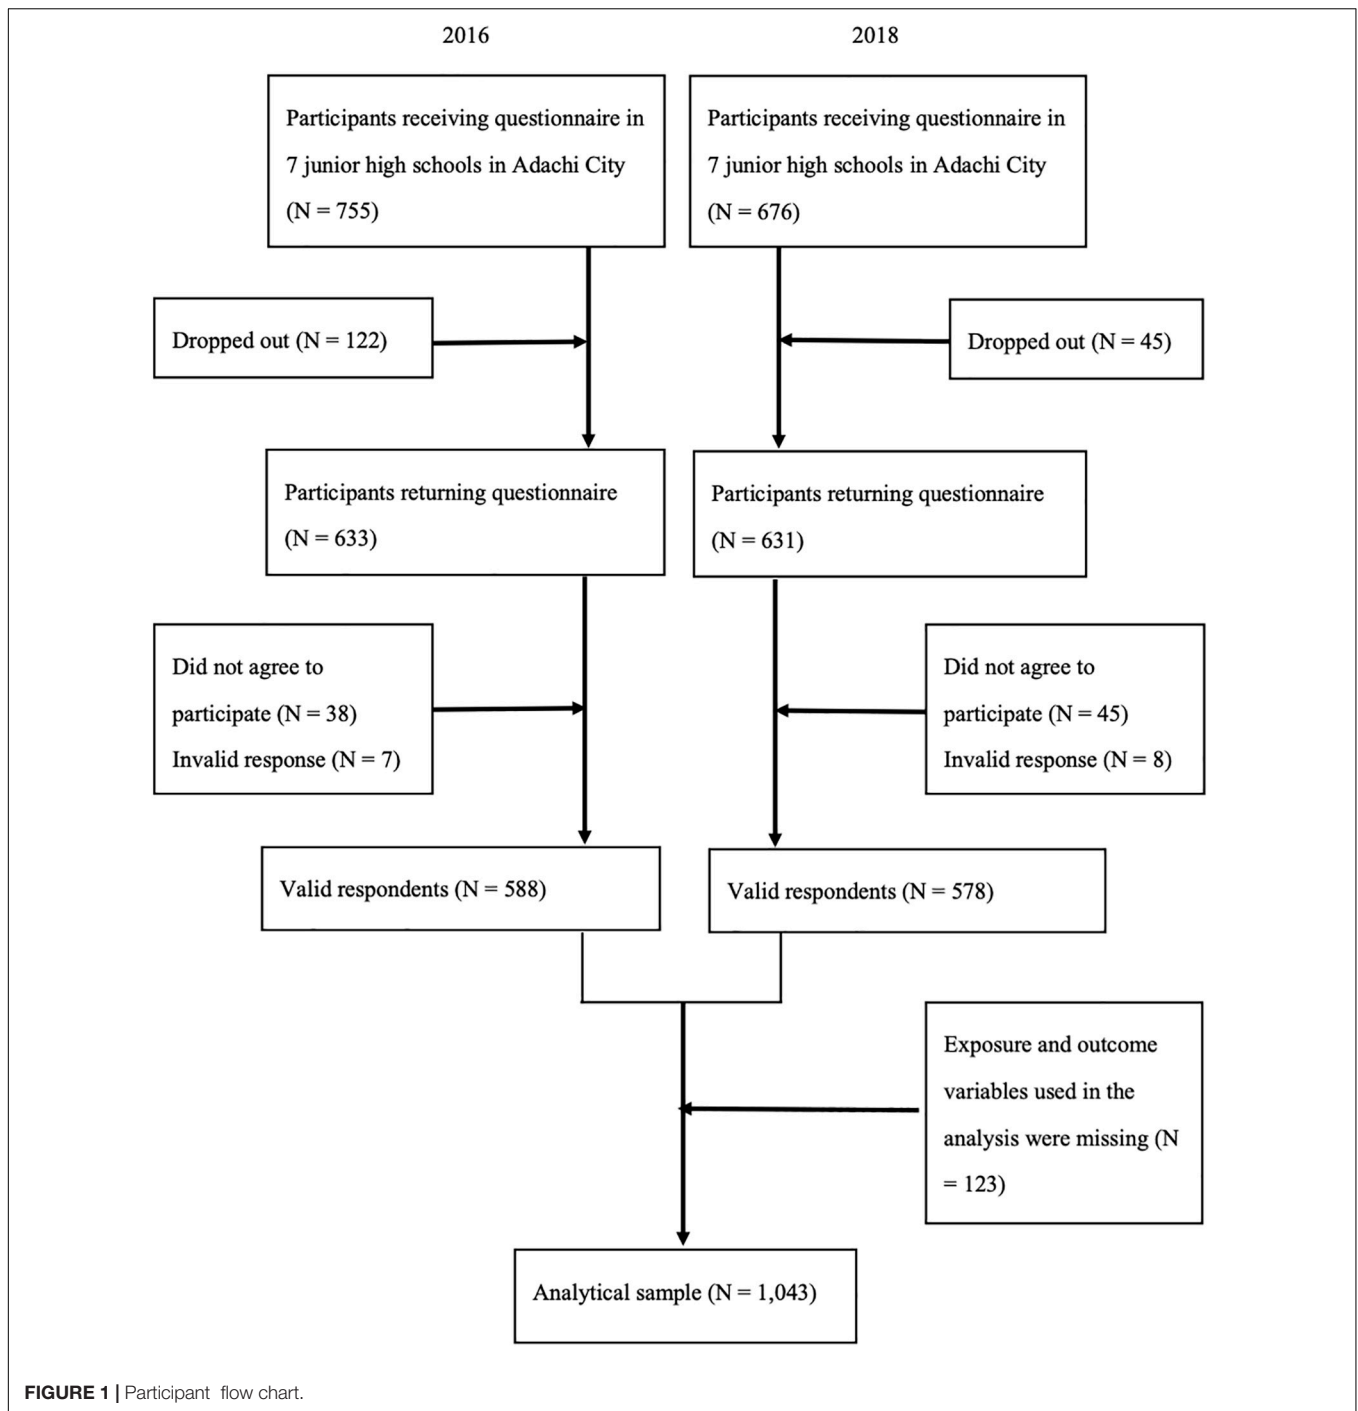 2016
2018
Participants receiving questionnaire in
7 junior high schools in Adachi City
(N = 755)
Participants receiving questionnaire in
7 junior high schools in Adachi City
(N = 676)
Dropped out (N = 122)
Dropped out (N = 45)
Participants returning questionnaire
(N = 633)
Participants returning questionnaire
(N = 631)
Did not agree to
participate (N = 38)
Invalid response (N = 7)
Did not agree to
participate (N = 45)
Invalid response (N = 8)
Valid respondents (N = 588)
Valid respondents (N = 578)
Exposure and outcome
variables used in the
analysis were missing (N
= 123)
Analytical sample (N = 1,043)
FIGURE 1 | Participant flow chart.